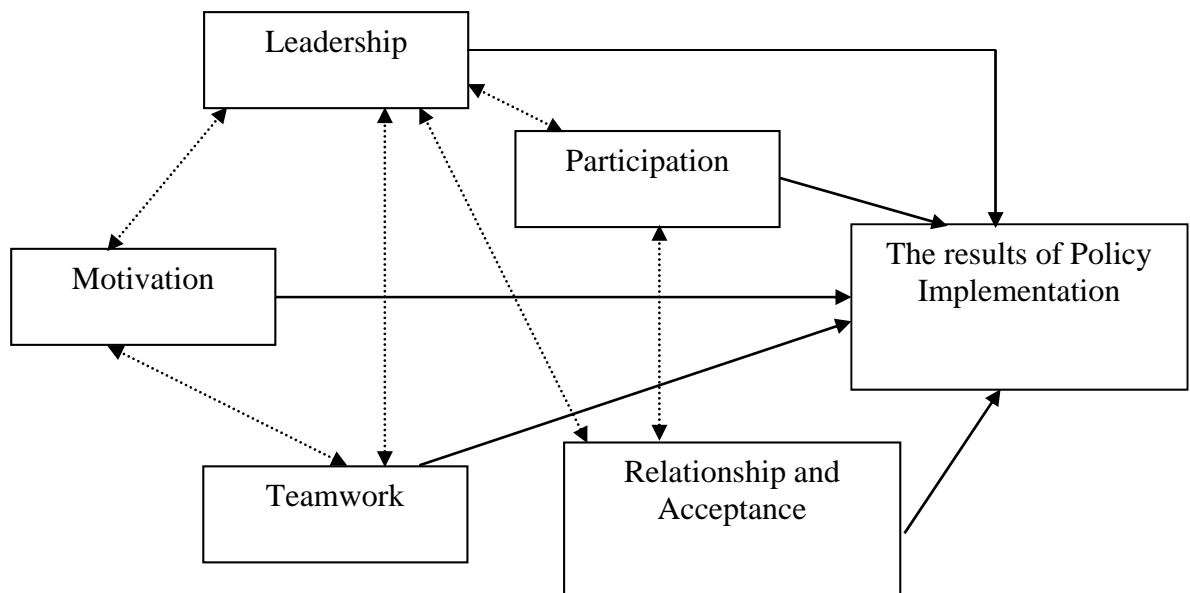 Leadership
Participation
Motivation
The results of Policy
Implementation
Teamwork
Relationship and
Acceptance